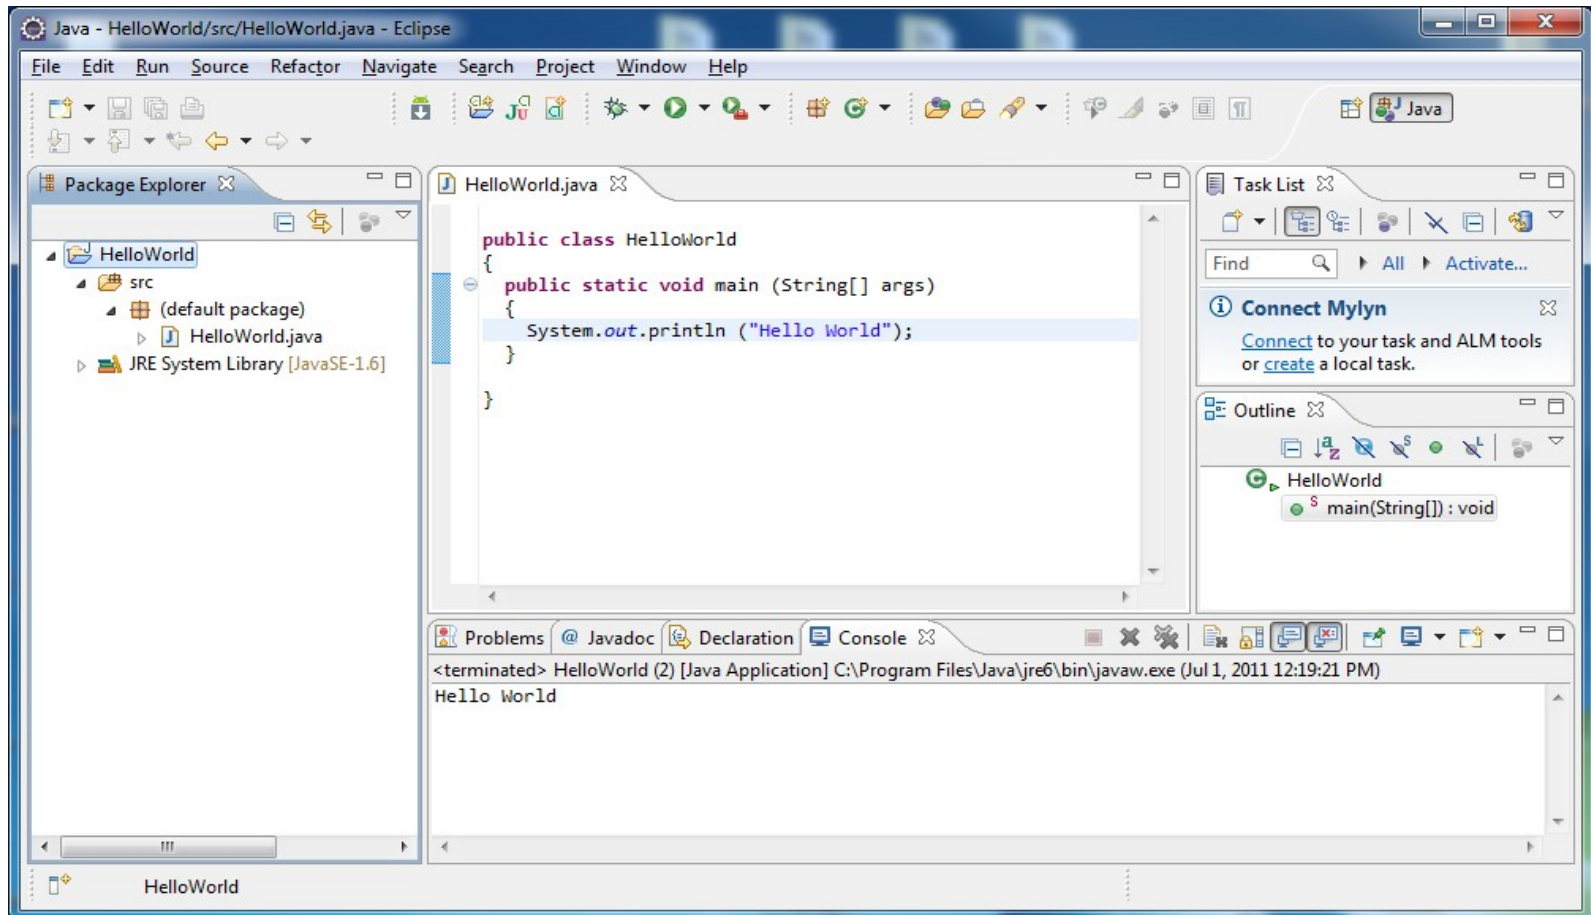 Java - HelloWorld/src/HelloWorld.java - Eclipse
File Edit Run Source Refactor Navigate Search Project Window Help
Java
Package Explorer
HelloWorld
src
(default package)
HelloWorld.java
JRE System Library [JavaSE-1.6]
HelloWorld.java
public class HelloWorld
{
public static void main (String[] args)
{
System.out.println ("Hello World");
}
}
Task List
Find All Activate...
Connect Mylyn
Connect to your task and ALM tools
or create a local task.
Outline
HelloWorld
main(String[]) : void
Problems @ Javadoc Declaration Console
<terminated> HelloWorld (2) [Java Application] C:\Program Files\Java\jre6\bin\javaw.exe (Jul 1, 2011 12:19:21 PM)
Hello World
HelloWorld